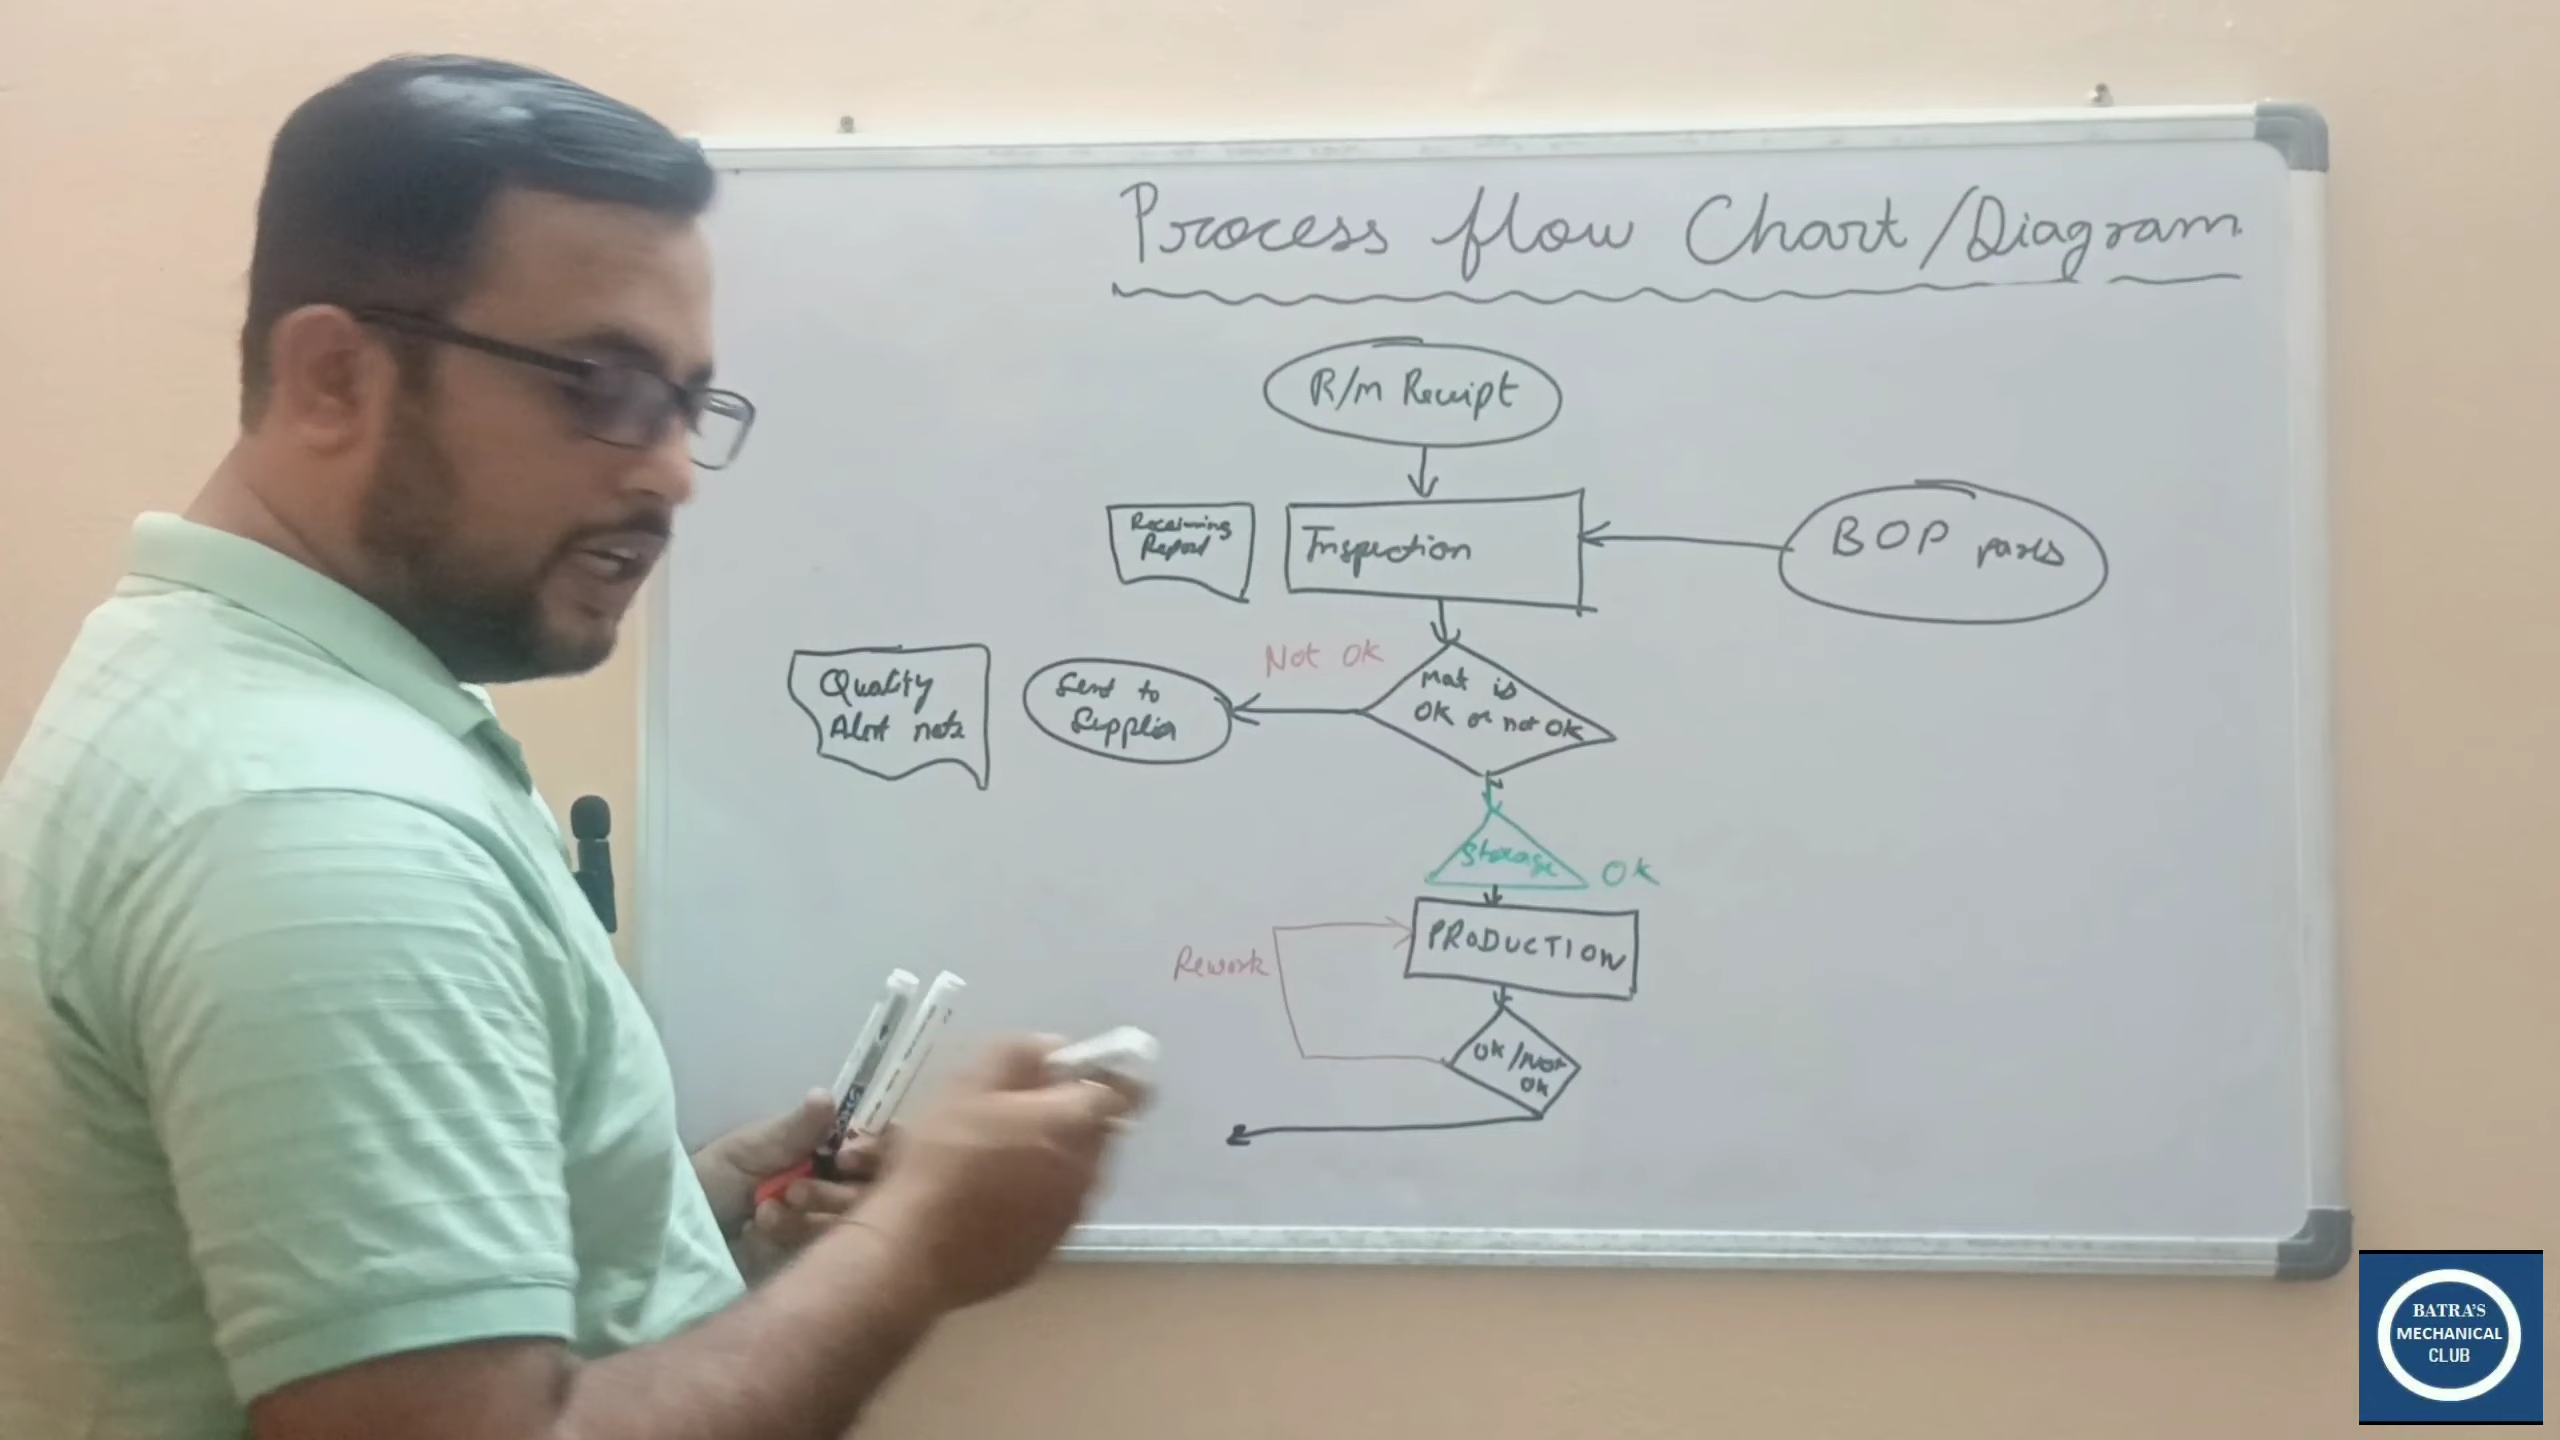 Process flow Chart/Diagram
R/M Receipt
Receiving
Report
Inspection
BOP parts
Not Ok
Quality
Alert note
Sent to
Supplier
Mat is
OK or not OK
Storage
Ok
PRODUCTION
Rework
Ok/Not
Ok
BATRA'S
MECHANICAL
CLUB